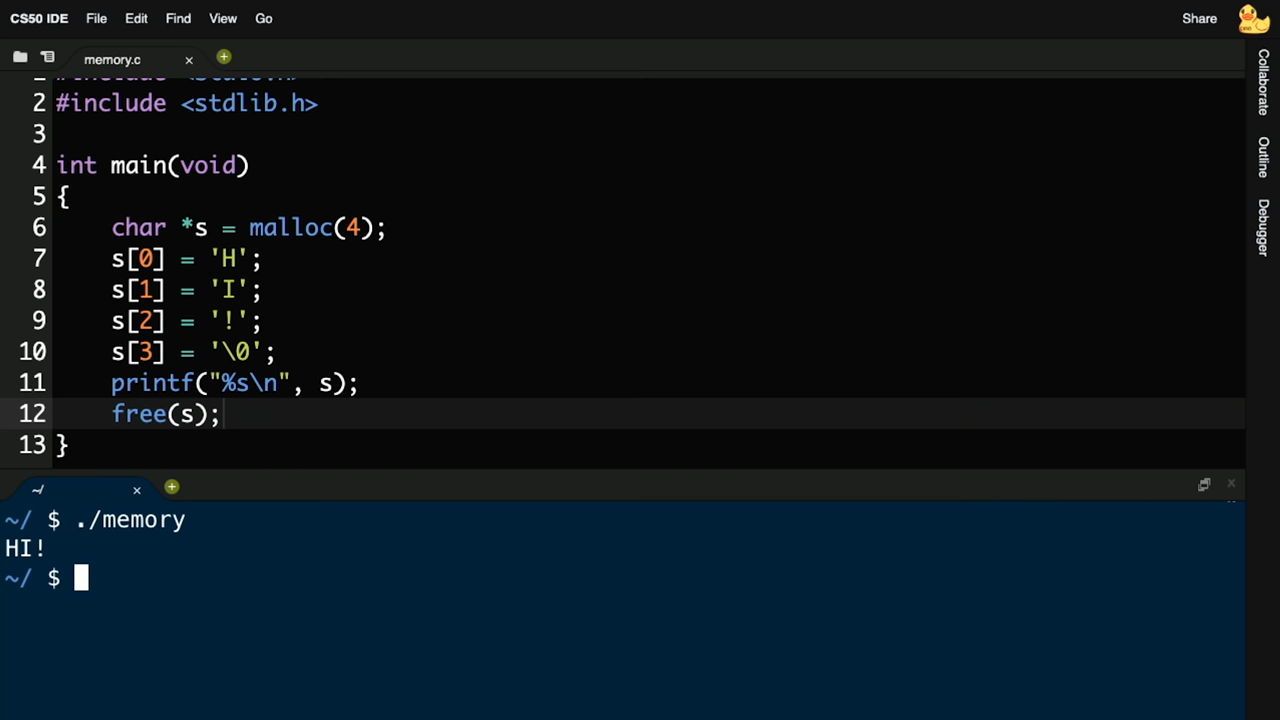 CS50 IDE File Edit Find View Go Share
memory.c
2 #include <stdlib.h>
3
4 int main(void)
5 {
6     char *s = malloc(4);
7     s[0] = 'H';
8     s[1] = 'I';
9     s[2] = '!';
10     s[3] = '\0';
11     printf("%s\n", s);
12     free(s);
13 }
~/
~/ $ ./memory
HI!
~/ $
Collaborate
Outline
Debugger